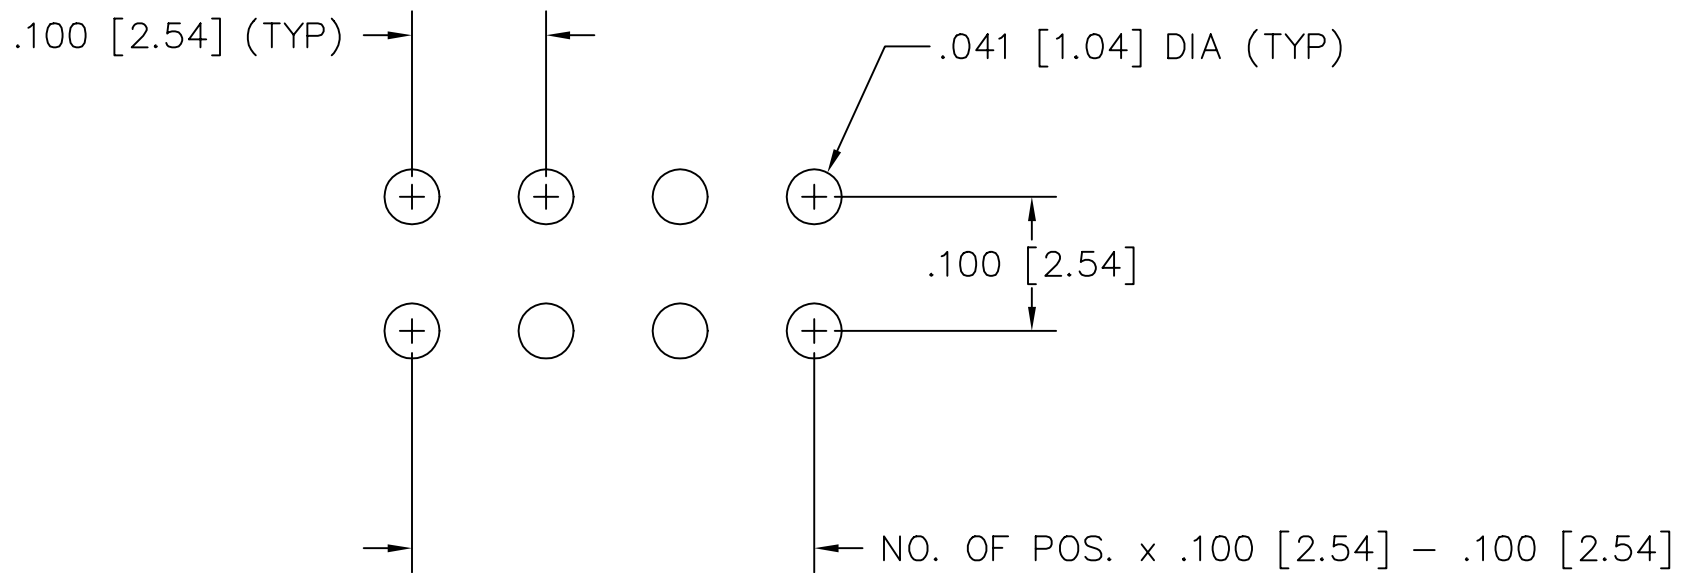 .100 [2.54] (TYP)
.041 [1.04] DIA (TYP)
.100 [2.54]
NO. OF POS. x .100 [2.54] – .100 [2.54]